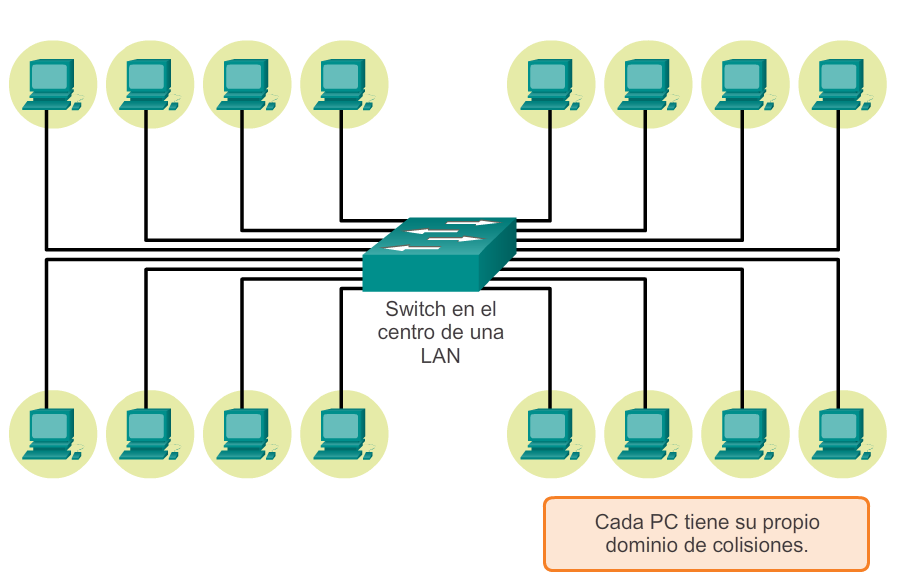 Switch en el
centro de una
LAN
Cada PC tiene su propio
dominio de colisiones.